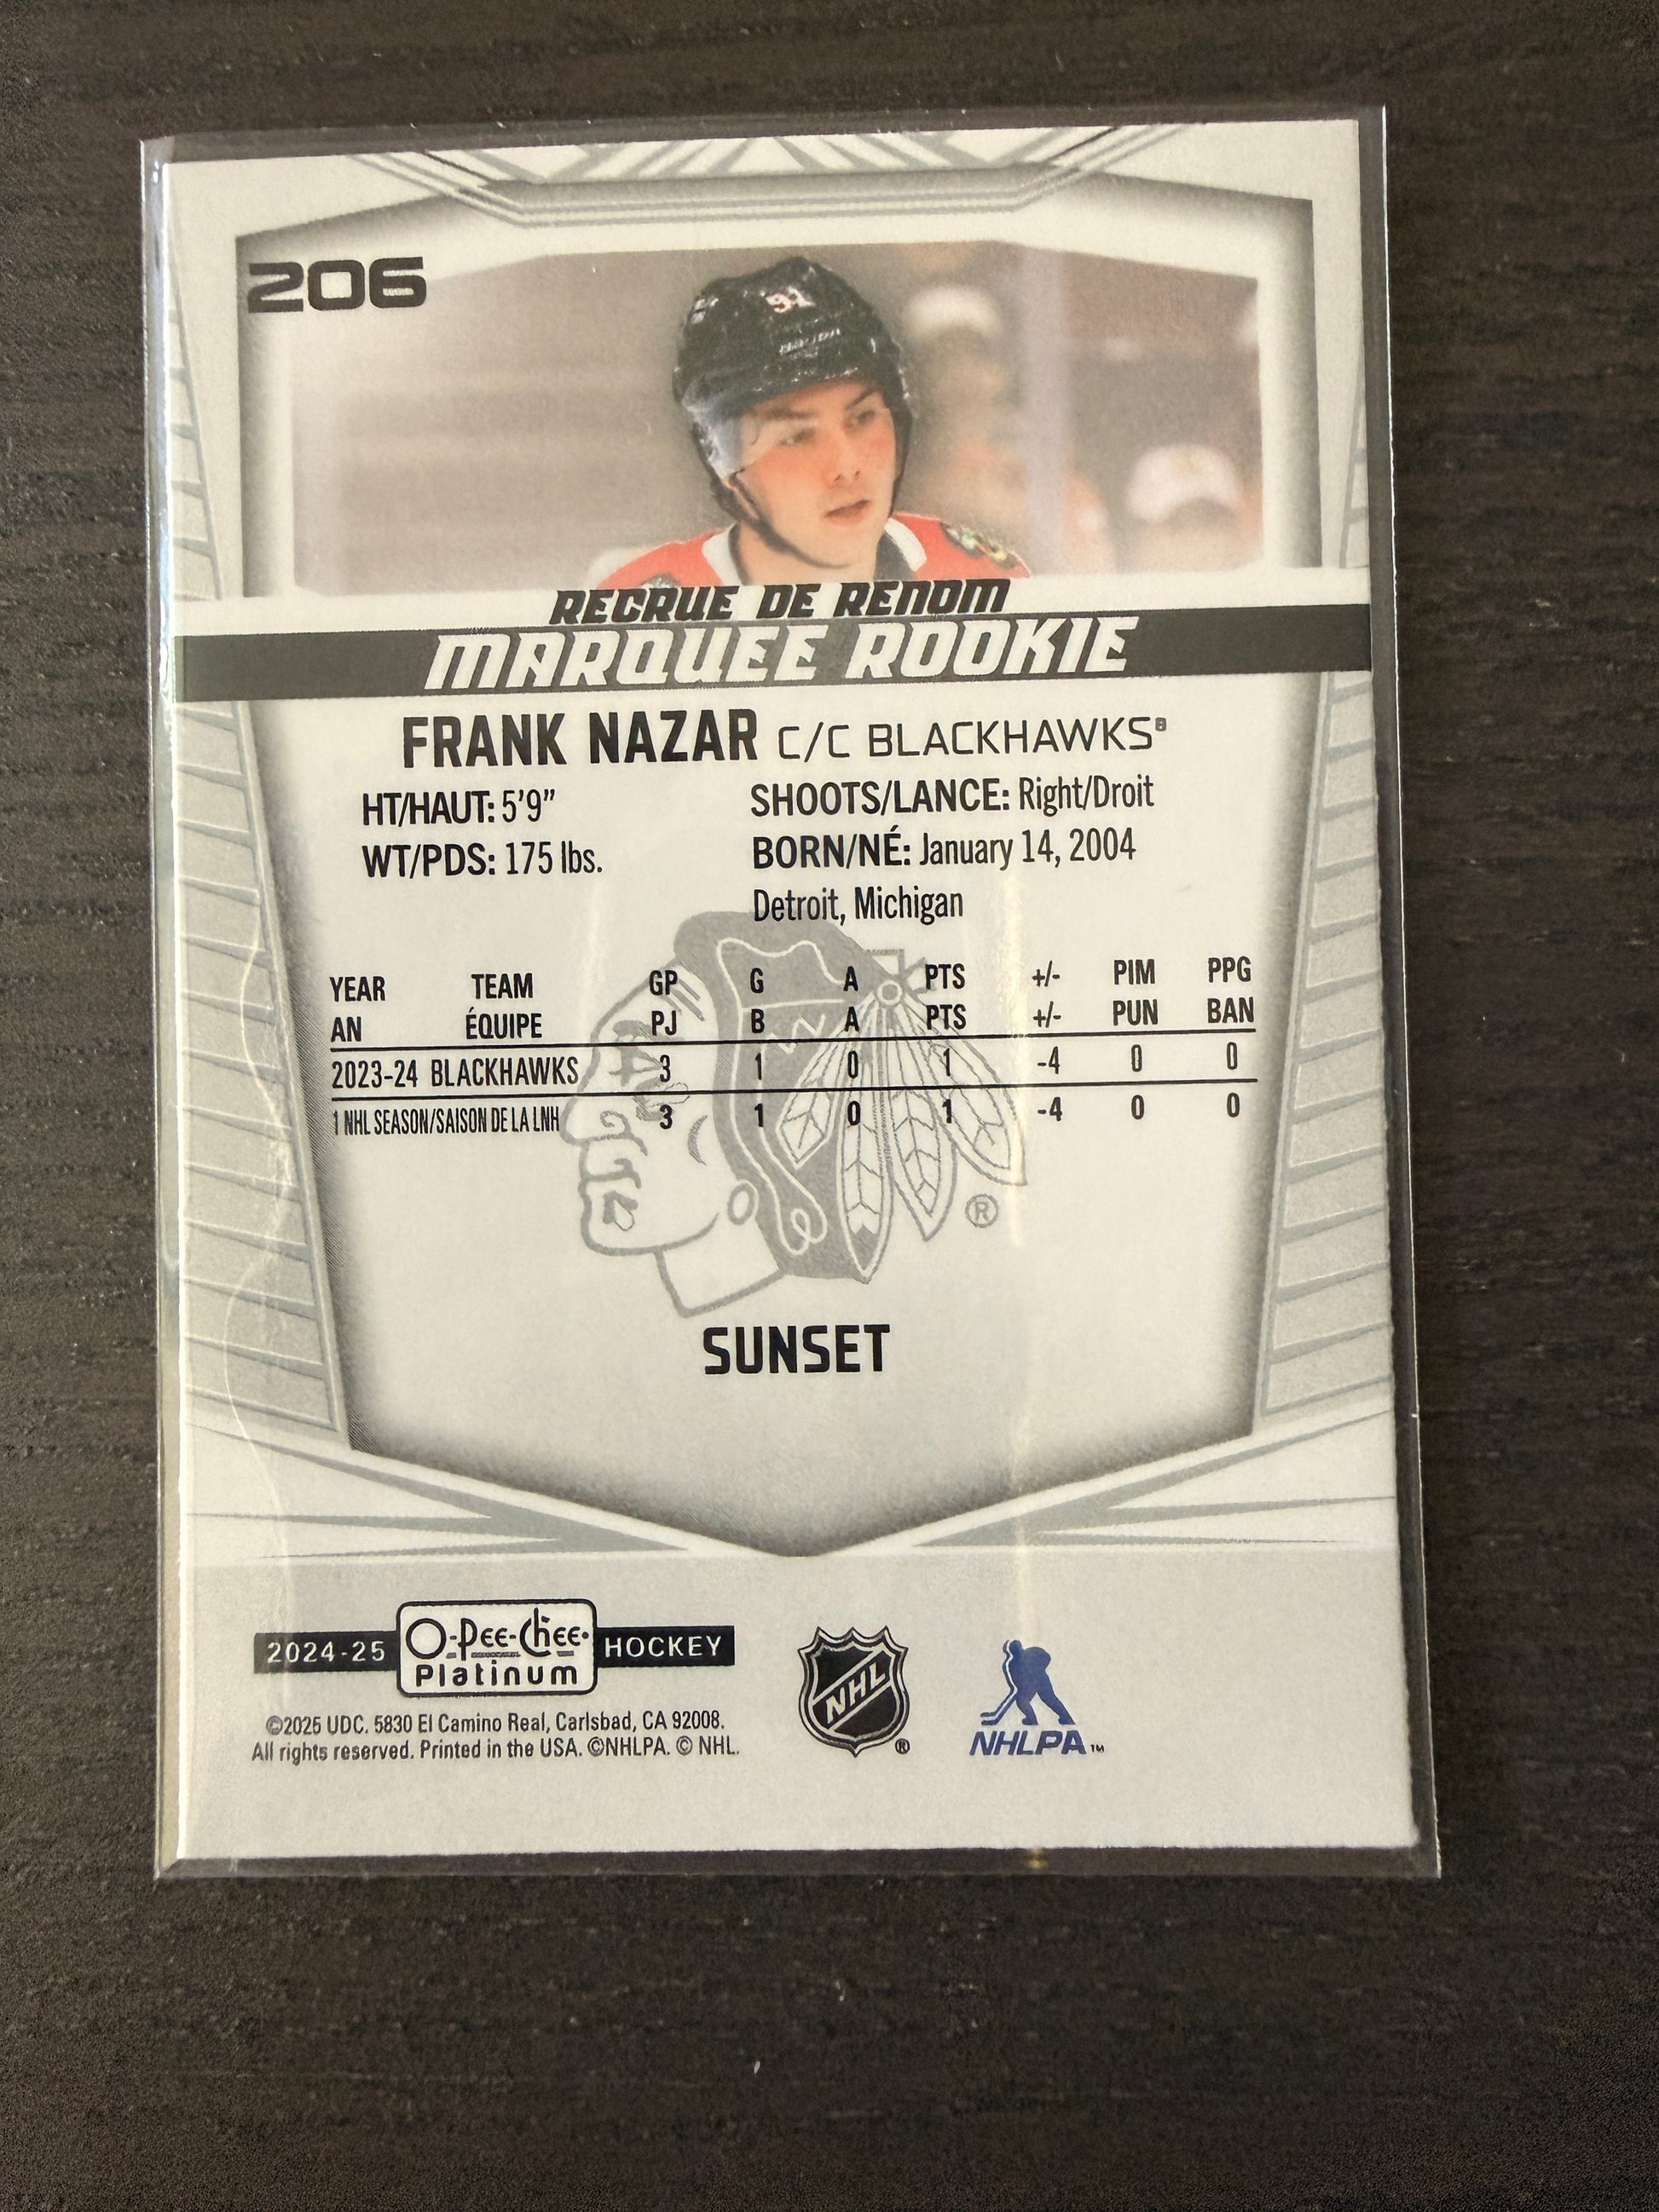 206
91
RECRUE DE RENOM
MARQUEE ROOKIE
FRANK NAZAR C/C BLACKHAWKS®
HT/HAUT: 5'9" SHOOTS/LANCE: Right/Droit
WT/PDS: 175 lbs. BORN/NÉ: January 14, 2004
Detroit, Michigan
YEAR TEAM GP G A PTS +/- PIM PPG
AN ÉQUIPE PJ B A PTS +/- PUN BAN
2023-24 BLACKHAWKS 3 1 0 1 -4 0 0
1 NHL SEASON/SAISON DE LA LNH 3 1 0 1 -4 0 0
®
SUNSET
2024-25 O-Pee-Chee Platinum HOCKEY
©2025 UDC. 5830 El Camino Real, Carlsbad, CA 92008.
All rights reserved. Printed in the USA. ©NHLPA. © NHL.
NHL®
NHLPA™